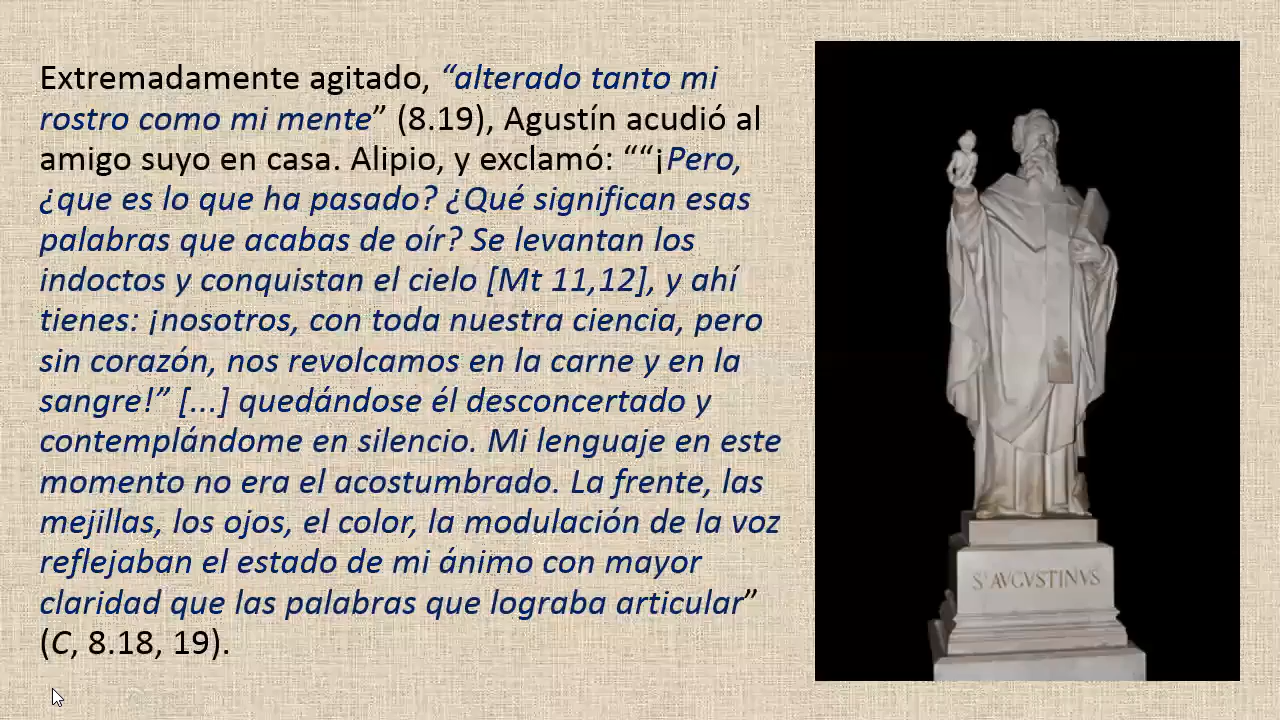 Extremadamente agitado, “alterado tanto mi
rostro como mi mente” (8.19), Agustín acudió al
amigo suyo en casa. Alipio, y exclamó: ““¡Pero,
¿que es lo que ha pasado? ¿Qué significan esas
palabras que acabas de oír? Se levantan los
indoctos y conquistan el cielo [Mt 11,12], y ahí
tienes: ¡nosotros, con toda nuestra ciencia, pero
sin corazón, nos revolcamos en la carne y en la
sangre!” [...] quedándose él desconcertado y
contemplándome en silencio. Mi lenguaje en este
momento no era el acostumbrado. La frente, las
mejillas, los ojos, el color, la modulación de la voz
reflejaban el estado de mi ánimo con mayor
claridad que las palabras que lograba articular”
(C, 8.18, 19).
S AVGVSTINVS